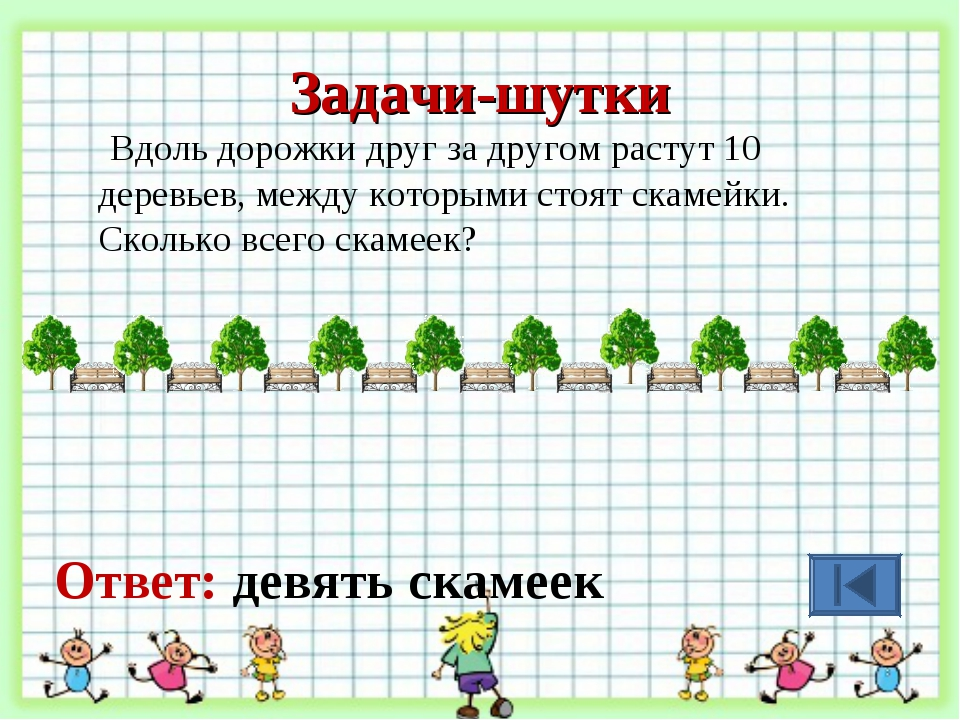 Задачи-шутки
Вдоль дорожки друг за другом растут 10
деревьев, между которыми стоят скамейки.
Сколько всего скамеек?
Ответ: девять скамеек